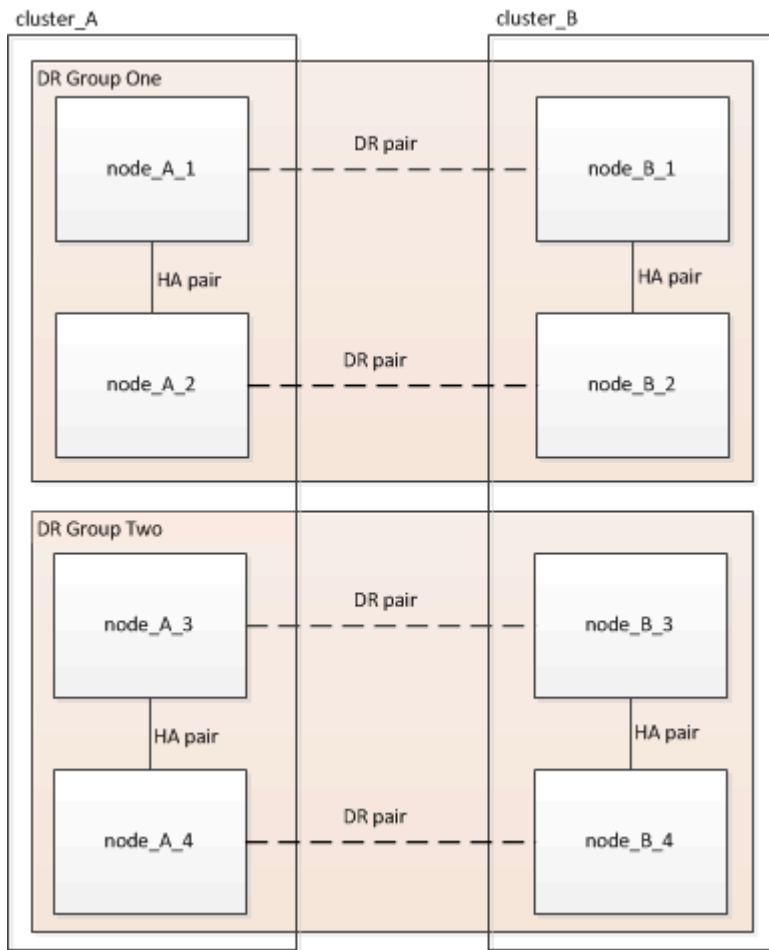 cluster_A
cluster_B
DR Group One
node_A_1
DR pair
node_B_1
HA pair
HA pair
node_A_2
DR pair
node_B_2
DR Group Two
node_A_3
DR pair
node_B_3
HA pair
HA pair
node_A_4
DR pair
node_B_4